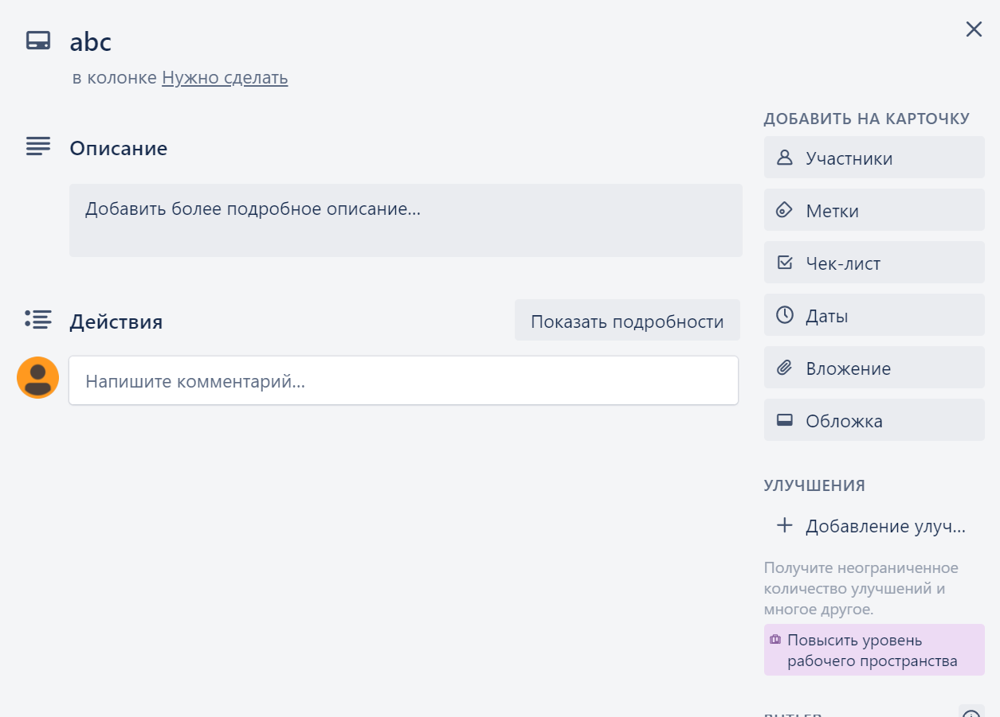 abc
в колонке Нужно сделать
Описание
Добавить более подробное описание...
Действия
Показать подробности
Напишите комментарий...
ДОБАВИТЬ НА КАРТОЧКУ
Участники
Метки
Чек-лист
Даты
Вложение
Обложка
УЛУЧШЕНИЯ
Добавление улуч...
Получите неограниченное
количество улучшений и
многое другое.
Повысить уровень
рабочего пространства
BUTLER